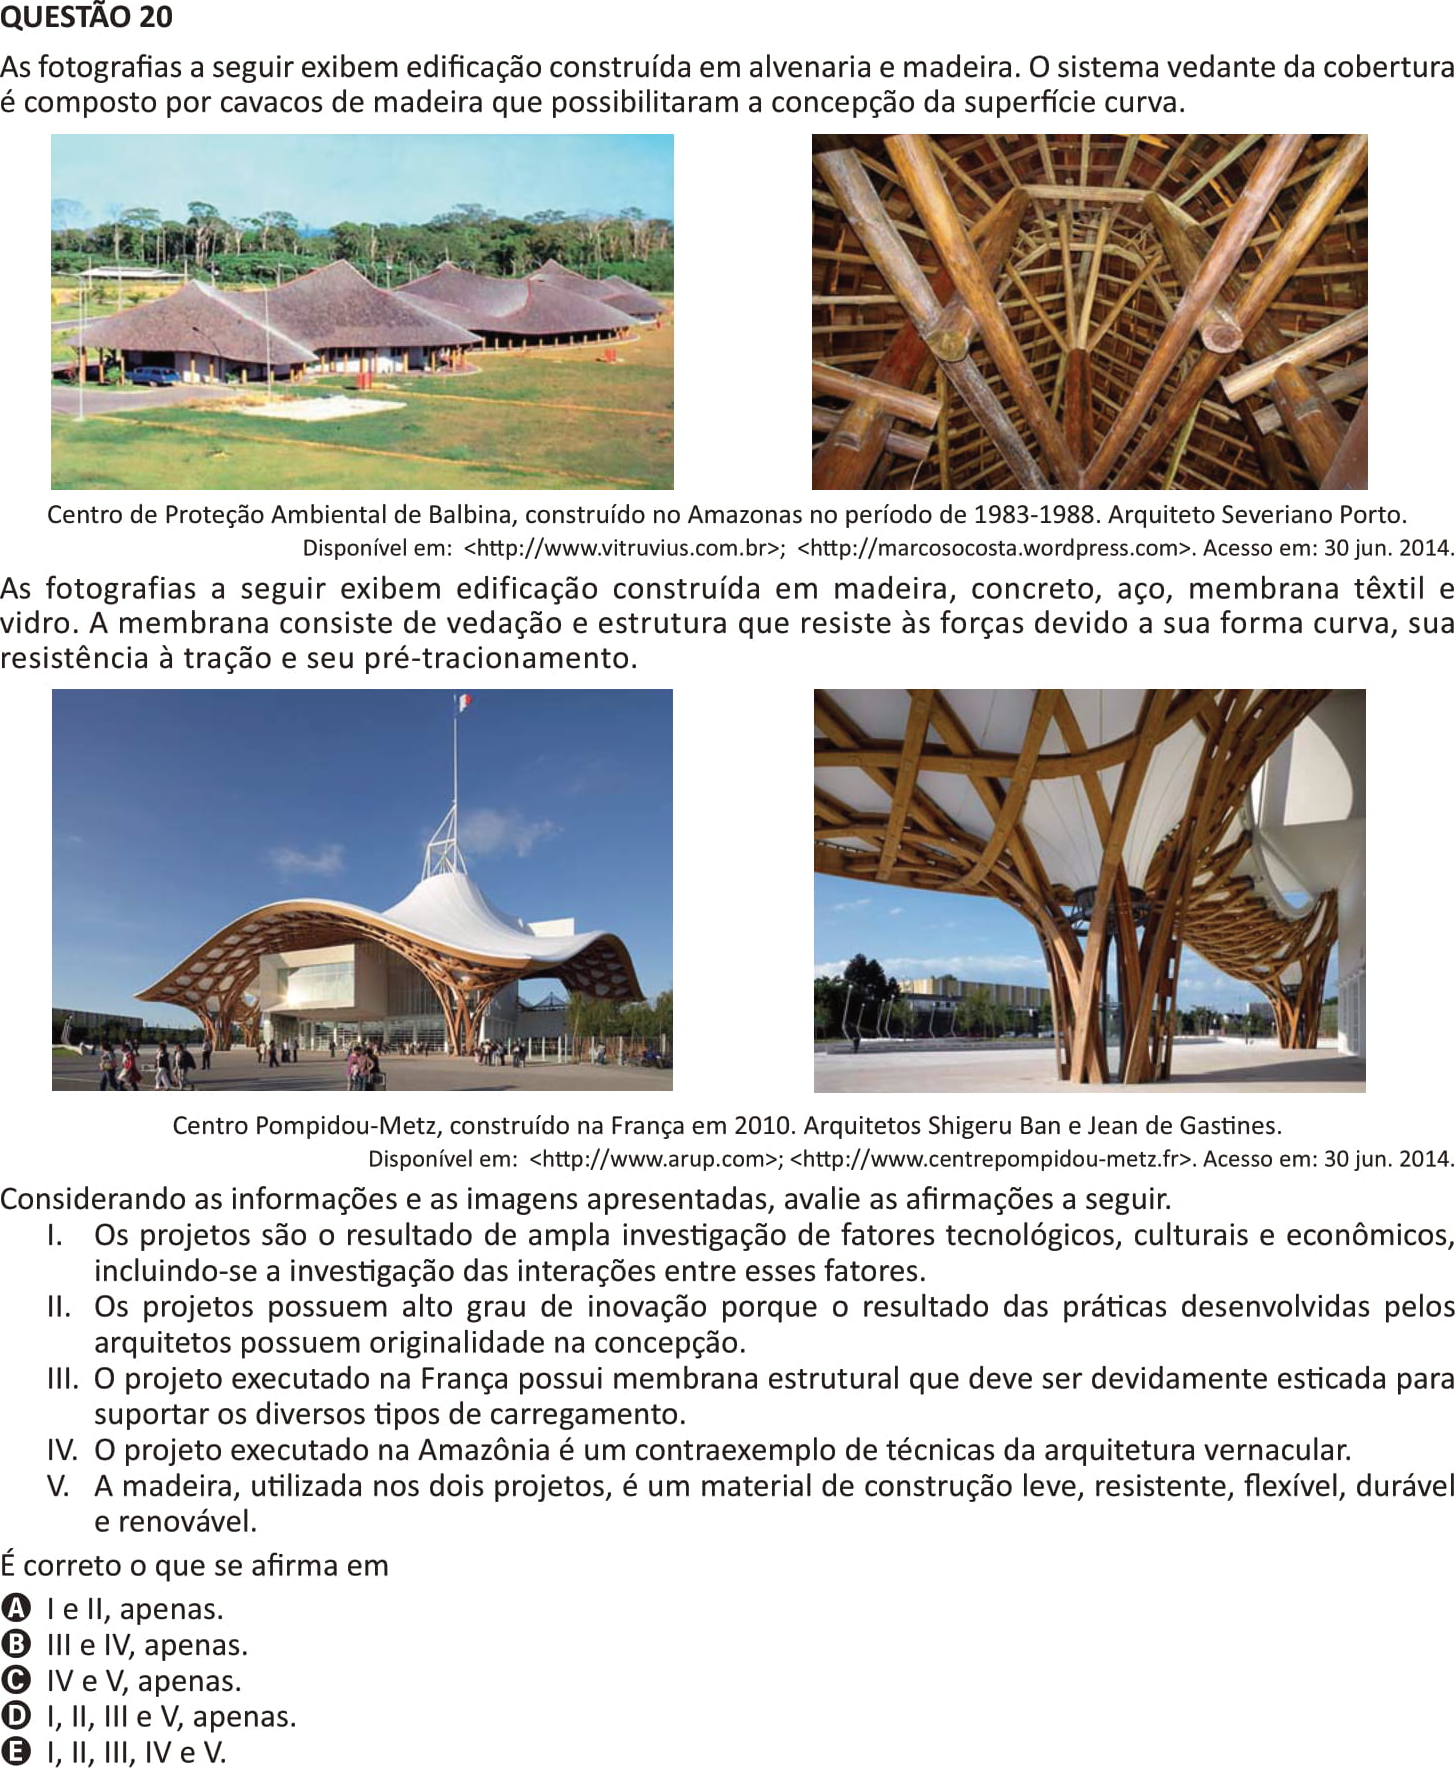 QUESTÃO 20
As fotografias a seguir exibem edificação construída em alvenaria e madeira. O sistema vedante da cobertura
é composto por cavacos de madeira que possibilitaram a concepção da superfície curva.
Centro de Proteção Ambiental de Balbina, construído no Amazonas no período de 1983-1988. Arquiteto Severiano Porto.
Disponível em: <http://www.vitruvius.com.br>; <http://marcosocosta.wordpress.com>. Acesso em: 30 jun. 2014.
As fotografias a seguir exibem edificação construída em madeira, concreto, aço, membrana têxtil e
vidro. A membrana consiste de vedação e estrutura que resiste às forças devido a sua forma curva, sua
resistência à tração e seu pré-tracionamento.
Centro Pompidou-Metz, construído na França em 2010. Arquitetos Shigeru Ban e Jean de Gastines.
Disponível em: <http://www.arup.com>; <http://www.centrepompidou-metz.fr>. Acesso em: 30 jun. 2014.
Considerando as informações e as imagens apresentadas, avalie as afirmações a seguir.
I. Os projetos são o resultado de ampla investigação de fatores tecnológicos, culturais e econômicos,
incluindo-se a investigação das interações entre esses fatores.
II. Os projetos possuem alto grau de inovação porque o resultado das práticas desenvolvidas pelos
arquitetos possuem originalidade na concepção.
III. O projeto executado na França possui membrana estrutural que deve ser devidamente esticada para
suportar os diversos tipos de carregamento.
IV. O projeto executado na Amazônia é um contraexemplo de técnicas da arquitetura vernacular.
V. A madeira, utilizada nos dois projetos, é um material de construção leve, resistente, flexível, durável
e renovável.
É correto o que se afirma em
A I e II, apenas.
B III e IV, apenas.
C IV e V, apenas.
D I, II, III e V, apenas.
E I, II, III, IV e V.